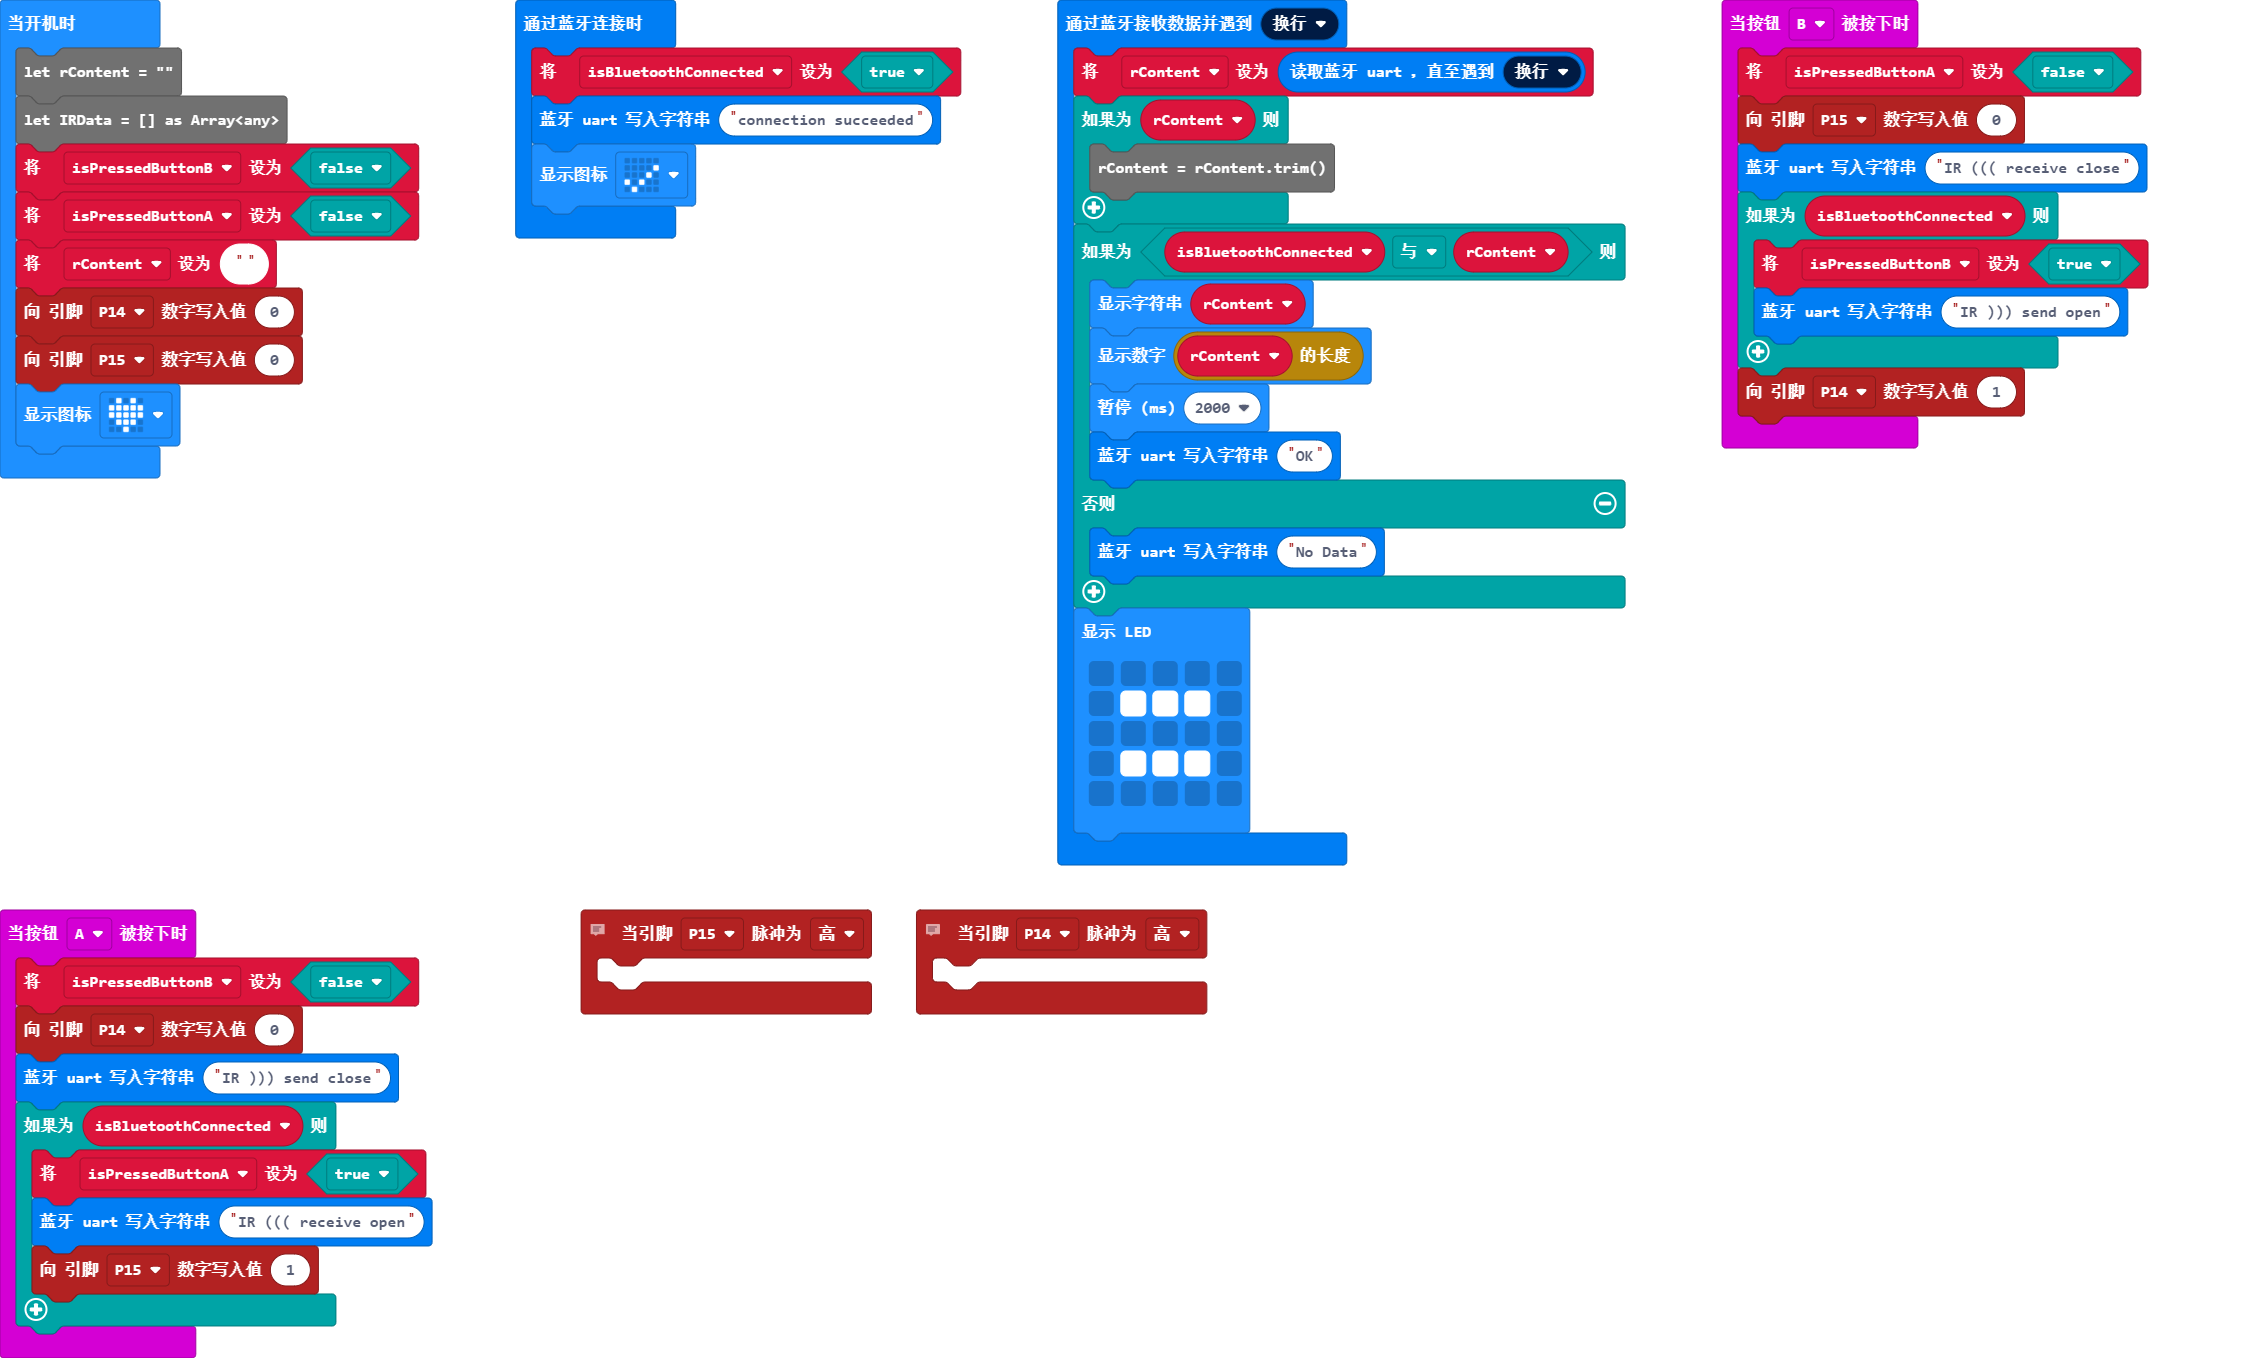 当开机时
let rContent = ""
let IRData = [] as Array<any>
将 isPressedButtonB 设为 false
将 isPressedButtonA 设为 false
将 rContent 设为 " "
向 引脚 P14 数字写入值 0
向 引脚 P15 数字写入值 0
显示图标
通过蓝牙连接时
将 isBluetoothConnected 设为 true
蓝牙 uart 写入字符串 "connection succeeded"
显示图标
通过蓝牙接收数据并遇到 换行
将 rContent 设为 读取蓝牙 uart ，直至遇到 换行
如果为 rContent 则
rContent = rContent.trim()
如果为 isBluetoothConnected 与 rContent 则
显示字符串 rContent
显示数字 rContent 的长度
暂停 (ms) 2000
蓝牙 uart 写入字符串 "OK"
否则
蓝牙 uart 写入字符串 "No Data"
显示 LED
当按钮 B 被按下时
将 isPressedButtonA 设为 false
向 引脚 P15 数字写入值 0
蓝牙 uart 写入字符串 "IR ((( receive close"
如果为 isBluetoothConnected 则
将 isPressedButtonB 设为 true
蓝牙 uart 写入字符串 "IR ))) send open"
向 引脚 P14 数字写入值 1
当按钮 A 被按下时
将 isPressedButtonB 设为 false
向 引脚 P14 数字写入值 0
蓝牙 uart 写入字符串 "IR ))) send close"
如果为 isBluetoothConnected 则
将 isPressedButtonA 设为 true
蓝牙 uart 写入字符串 "IR ((( receive open"
向 引脚 P15 数字写入值 1
当引脚 P15 脉冲为 高
当引脚 P14 脉冲为 高